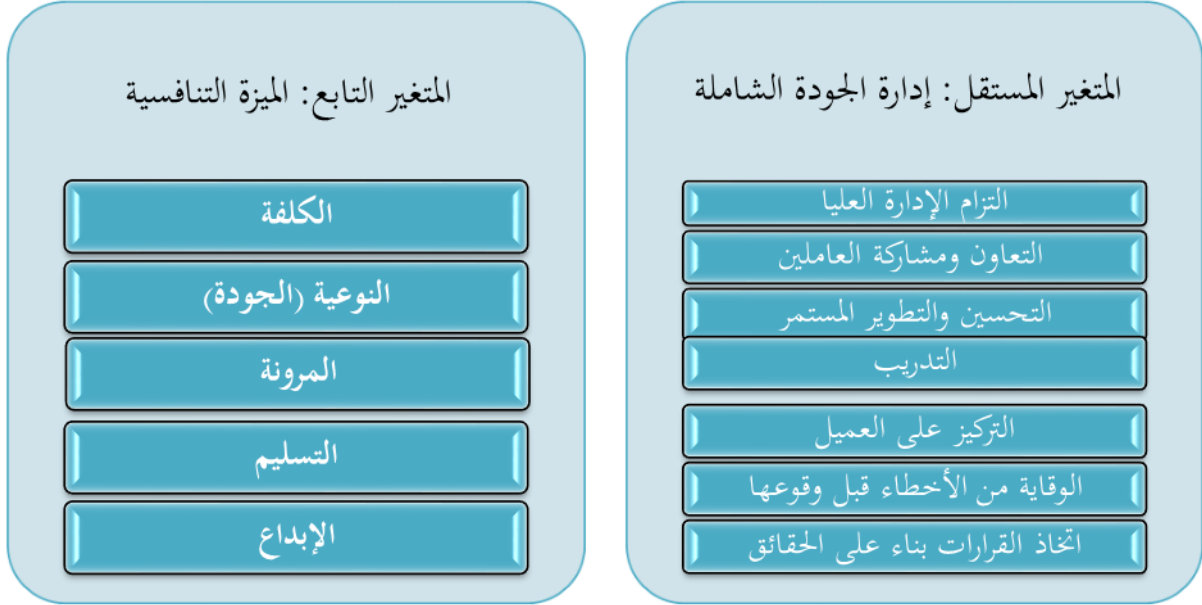 المتغير المستقل: إدارة الجودة الشاملة
التزام الإدارة العليا
التعاون ومشاركة العاملين
التحسين والتطوير المستمر
التدريب
التركيز على العميل
الوقاية من الأخطاء قبل وقوعها
اتخاذ القرارات بناء على الحقائق
المتغير التابع: الميزة التنافسية
الكلفة
النوعية (الجودة)
المرونة
التسليم
الإبداع